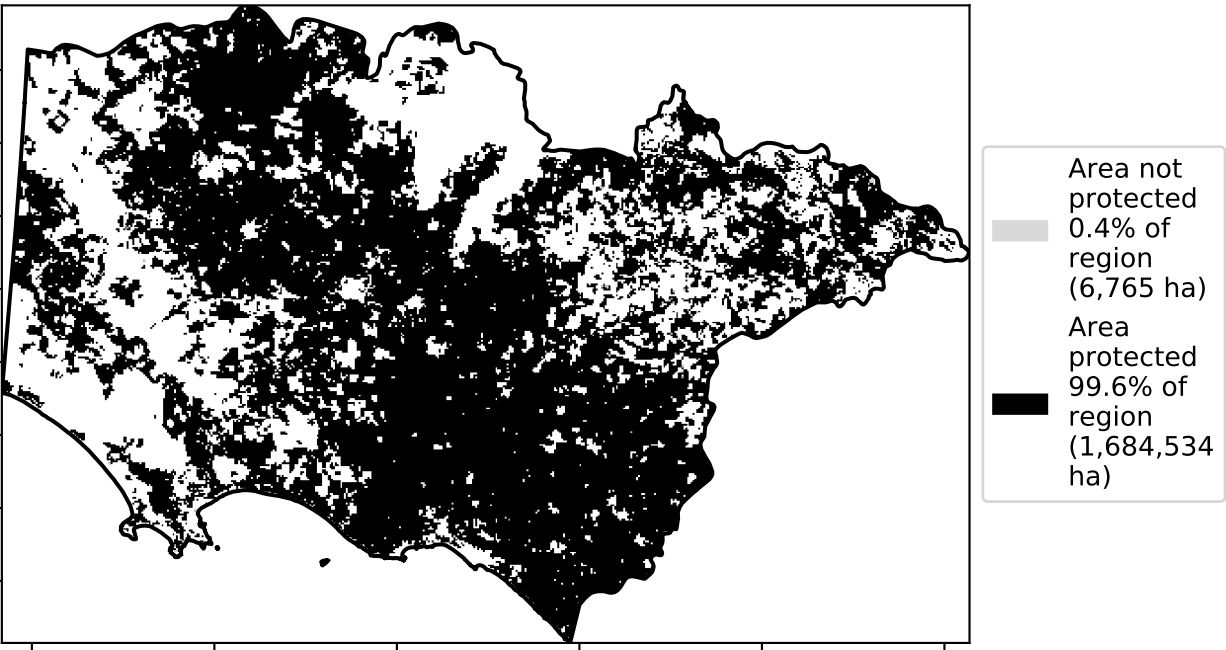 Area not
protected
0.4% of
region
(6,765 ha)
Area
protected
99.6% of
region
(1,684,534
ha)